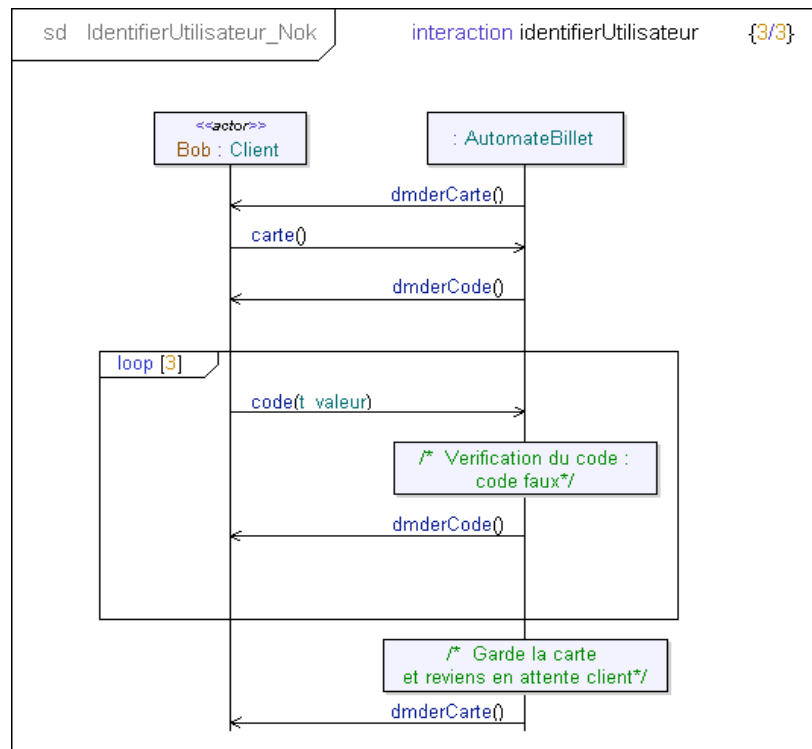 sd IdentifierUtilisateur_Nok
interaction identifierUtilisateur {3/3}
<<actor>>
Bob : Client
: AutomateBillet
dmderCarte()
carte()
dmderCode()
loop [3]
code(t_valeur)
/* Verification du code :
code faux*/
dmderCode()
/* Garde la carte
et reviens en attente client*/
dmderCarte()